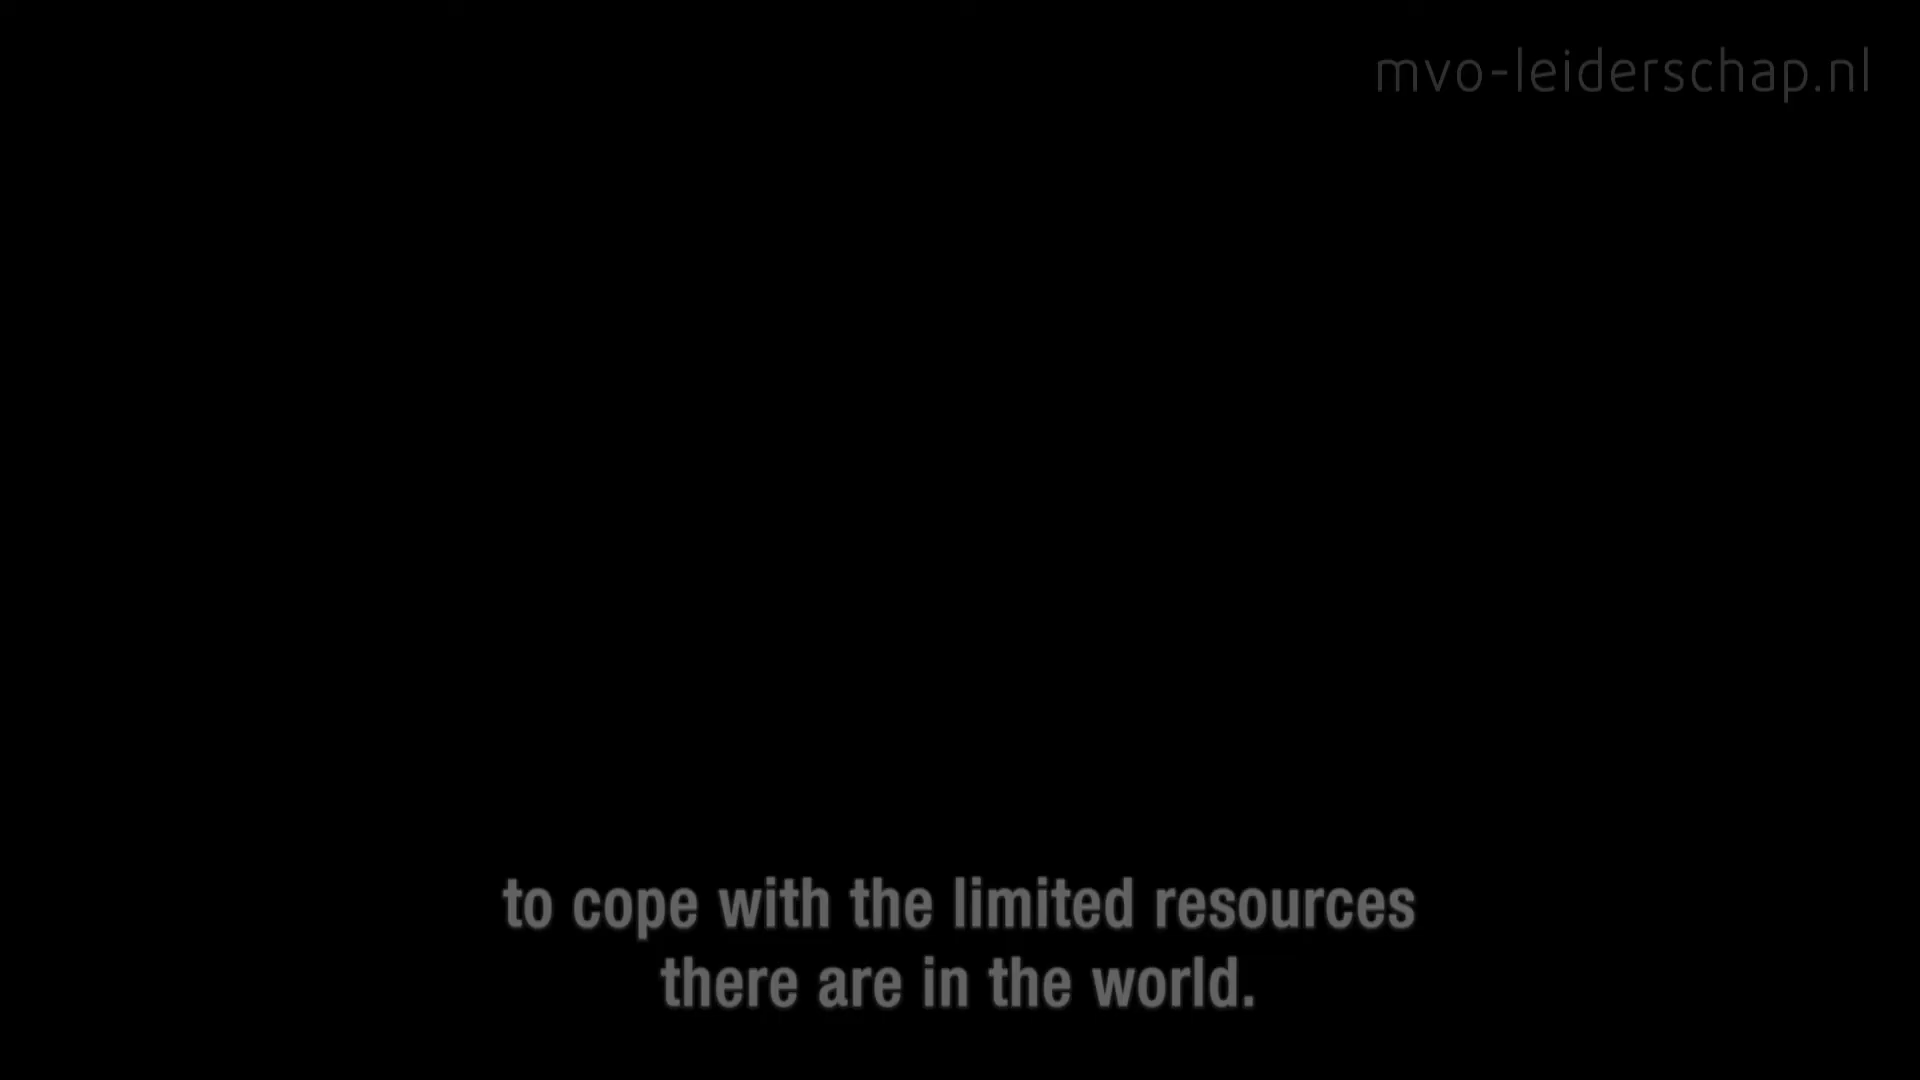 mvo-leiderschap.nl
to cope with the limited resources
there are in the world.